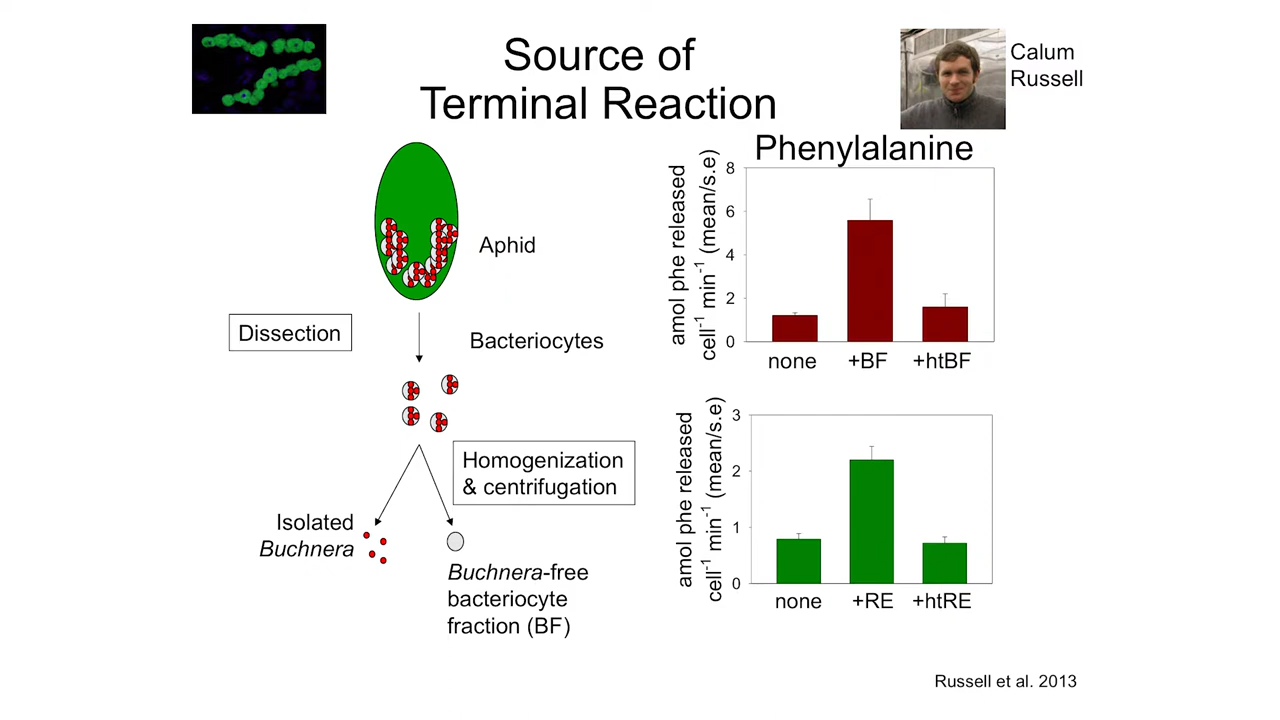 Source of
Terminal Reaction
Calum
Russell
Aphid
Dissection
Bacteriocytes
Homogenization
& centrifugation
Isolated
Buchnera
Buchnera-free
bacteriocyte
fraction (BF)
Phenylalanine
amol phe released
cell⁻¹ min⁻¹ (mean/s.e)
8
6
4
2
0
none
+BF
+htBF
amol phe released
cell⁻¹ min⁻¹ (mean/s.e)
3
2
1
0
none
+RE
+htRE
Russell et al. 2013